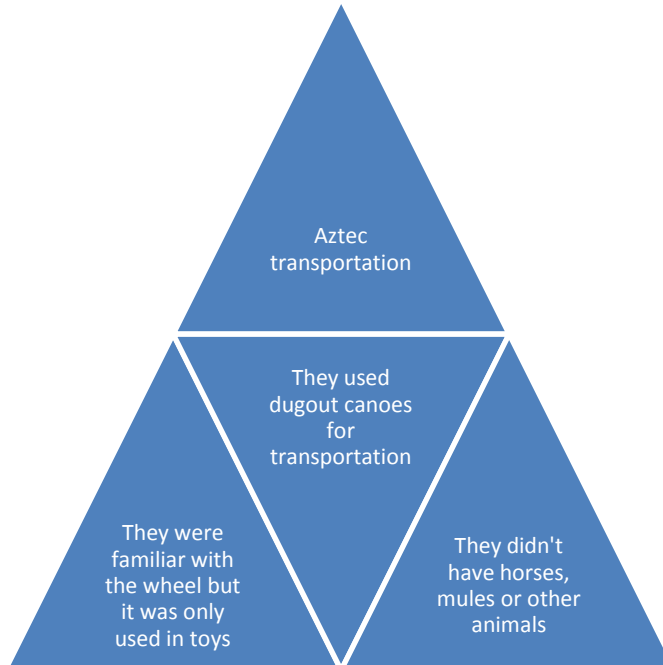 Aztec
transportation
They used
dugout canoes
for
transportation
They were
familiar with
the wheel but
it was only
used in toys
They didn't
have horses,
mules or other
animals